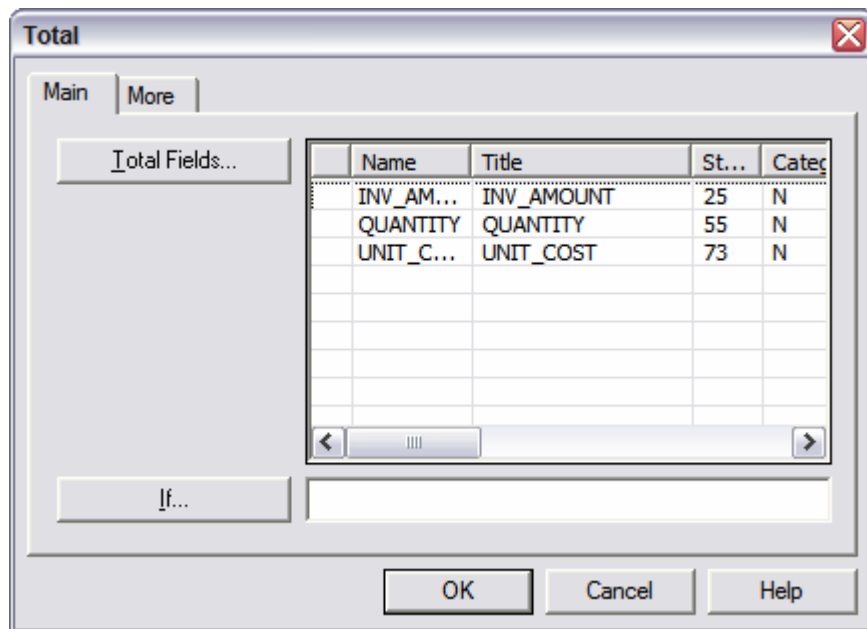 Total
Main More
Total Fields...
Name Title St... Categ
INV_AM... INV_AMOUNT 25 N
QUANTITY QUANTITY 55 N
UNIT_C... UNIT_COST 73 N
If...
OK Cancel Help